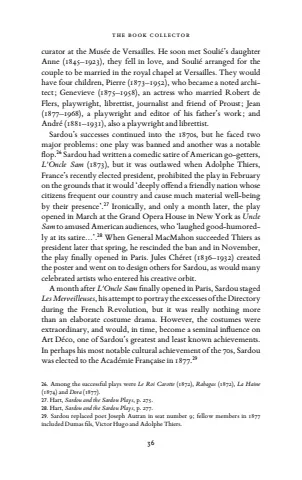 THE BOOK COLLECTOR
curator at the Musée de Versailles. He soon met Soulié's daughter
Anne (1845–1923), they fell in love, and Soulié arranged for the
couple to be married in the royal chapel at Versailles. They would
have four children, Pierre (1873–1952), who became a noted archi-
tect; Genevieve (1875–1958), an actress who married Robert de
Flers, playwright, librettist, journalist and friend of Proust; Jean
(1877–1968), a playwright and editor of his father's work; and
André (1881–1931), also a playwright and librettist.
Sardou's successes continued into the 1870s, but he faced two
major problems: one play was banned and another was a notable
flop.26 Sardou had written a comedic satire of American go-getters,
L'Oncle Sam (1873), but it was outlawed when Adolphe Thiers,
France's recently elected president, prohibited the play in February
on the grounds that it would 'deeply offend a friendly nation whose
citizens frequent our country and cause much material well-being
by their presence'.27 Ironically, and only a month later, the play
opened in March at the Grand Opera House in New York as Uncle
Sam to amused American audiences, who 'laughed good-humored-
ly at its satire…'.28 When General MacMahon succeeded Thiers as
president later that spring, he rescinded the ban and in November,
the play finally opened in Paris. Jules Chéret (1836–1932) created
the poster and went on to design others for Sardou, as would many
celebrated artists who entered his creative orbit.
A month after L'Oncle Sam finally opened in Paris, Sardou staged
Les Merveilleuses, his attempt to portray the excesses of the Directory
during the French Revolution, but it was really nothing more
than an elaborate costume drama. However, the costumes were
extraordinary, and would, in time, become a seminal influence on
Art Déco, one of Sardou's greatest and least known achievements.
In perhaps his most notable cultural achievement of the 70s, Sardou
was elected to the Académie Française in 1877.29
26. Among the successful plays were Le Roi Carotte (1872), Rabagas (1872), La Haine
(1874) and Dora (1877).
27. Hart, Sardou and the Sardou Plays, p. 275.
28. Hart, Sardou and the Sardou Plays, p. 277.
29. Sardou replaced poet Joseph Autran in seat number 9; fellow members in 1877
included Dumas fils, Victor Hugo and Adolphe Thiers.
56